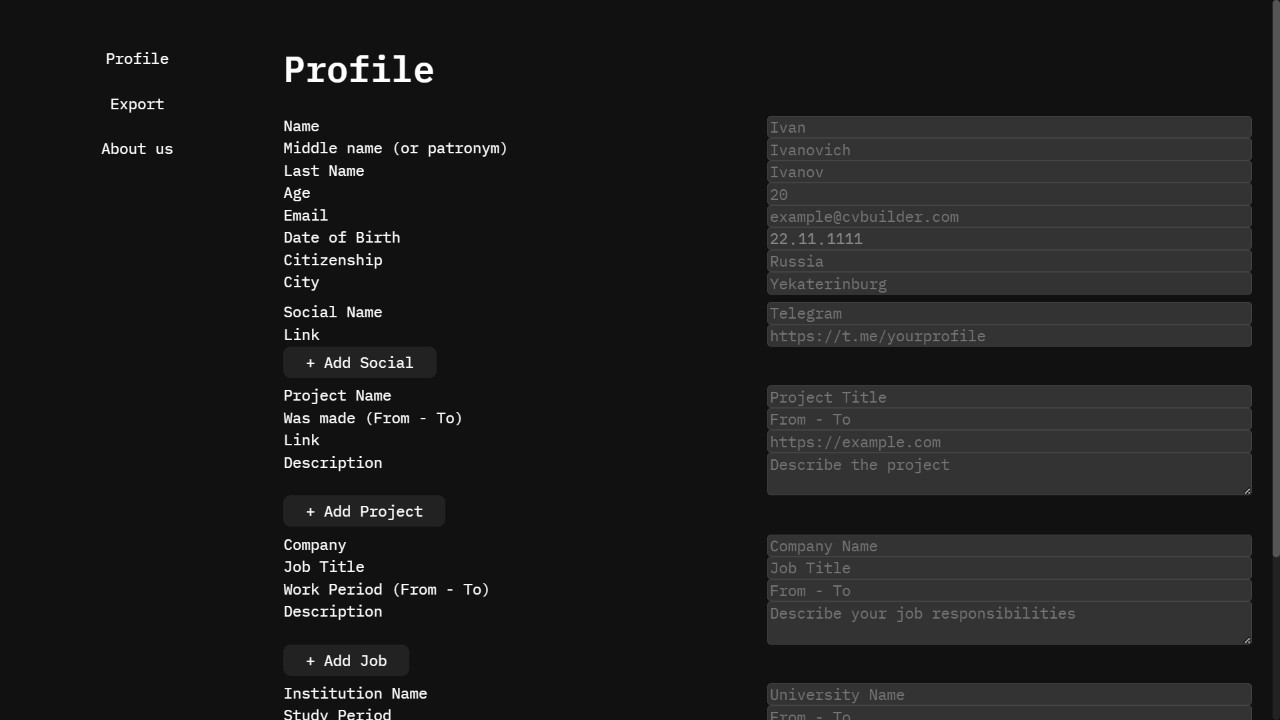 Profile
Export
About us
Profile
Name
Ivan
Middle name (or patronym)
Ivanovich
Last Name
Ivanov
Age
20
Email
example@cvbuilder.com
Date of Birth
22.11.1111
Citizenship
Russia
City
Yekaterinburg
Social Name
Telegram
Link
https://t.me/yourprofile
+ Add Social
Project Name
Project Title
Was made (From - To)
From - To
Link
https://example.com
Description
Describe the project
+ Add Project
Company
Company Name
Job Title
Job Title
Work Period (From - To)
From - To
Description
Describe your job responsibilities
+ Add Job
Institution Name
University Name
Study Period
From - To